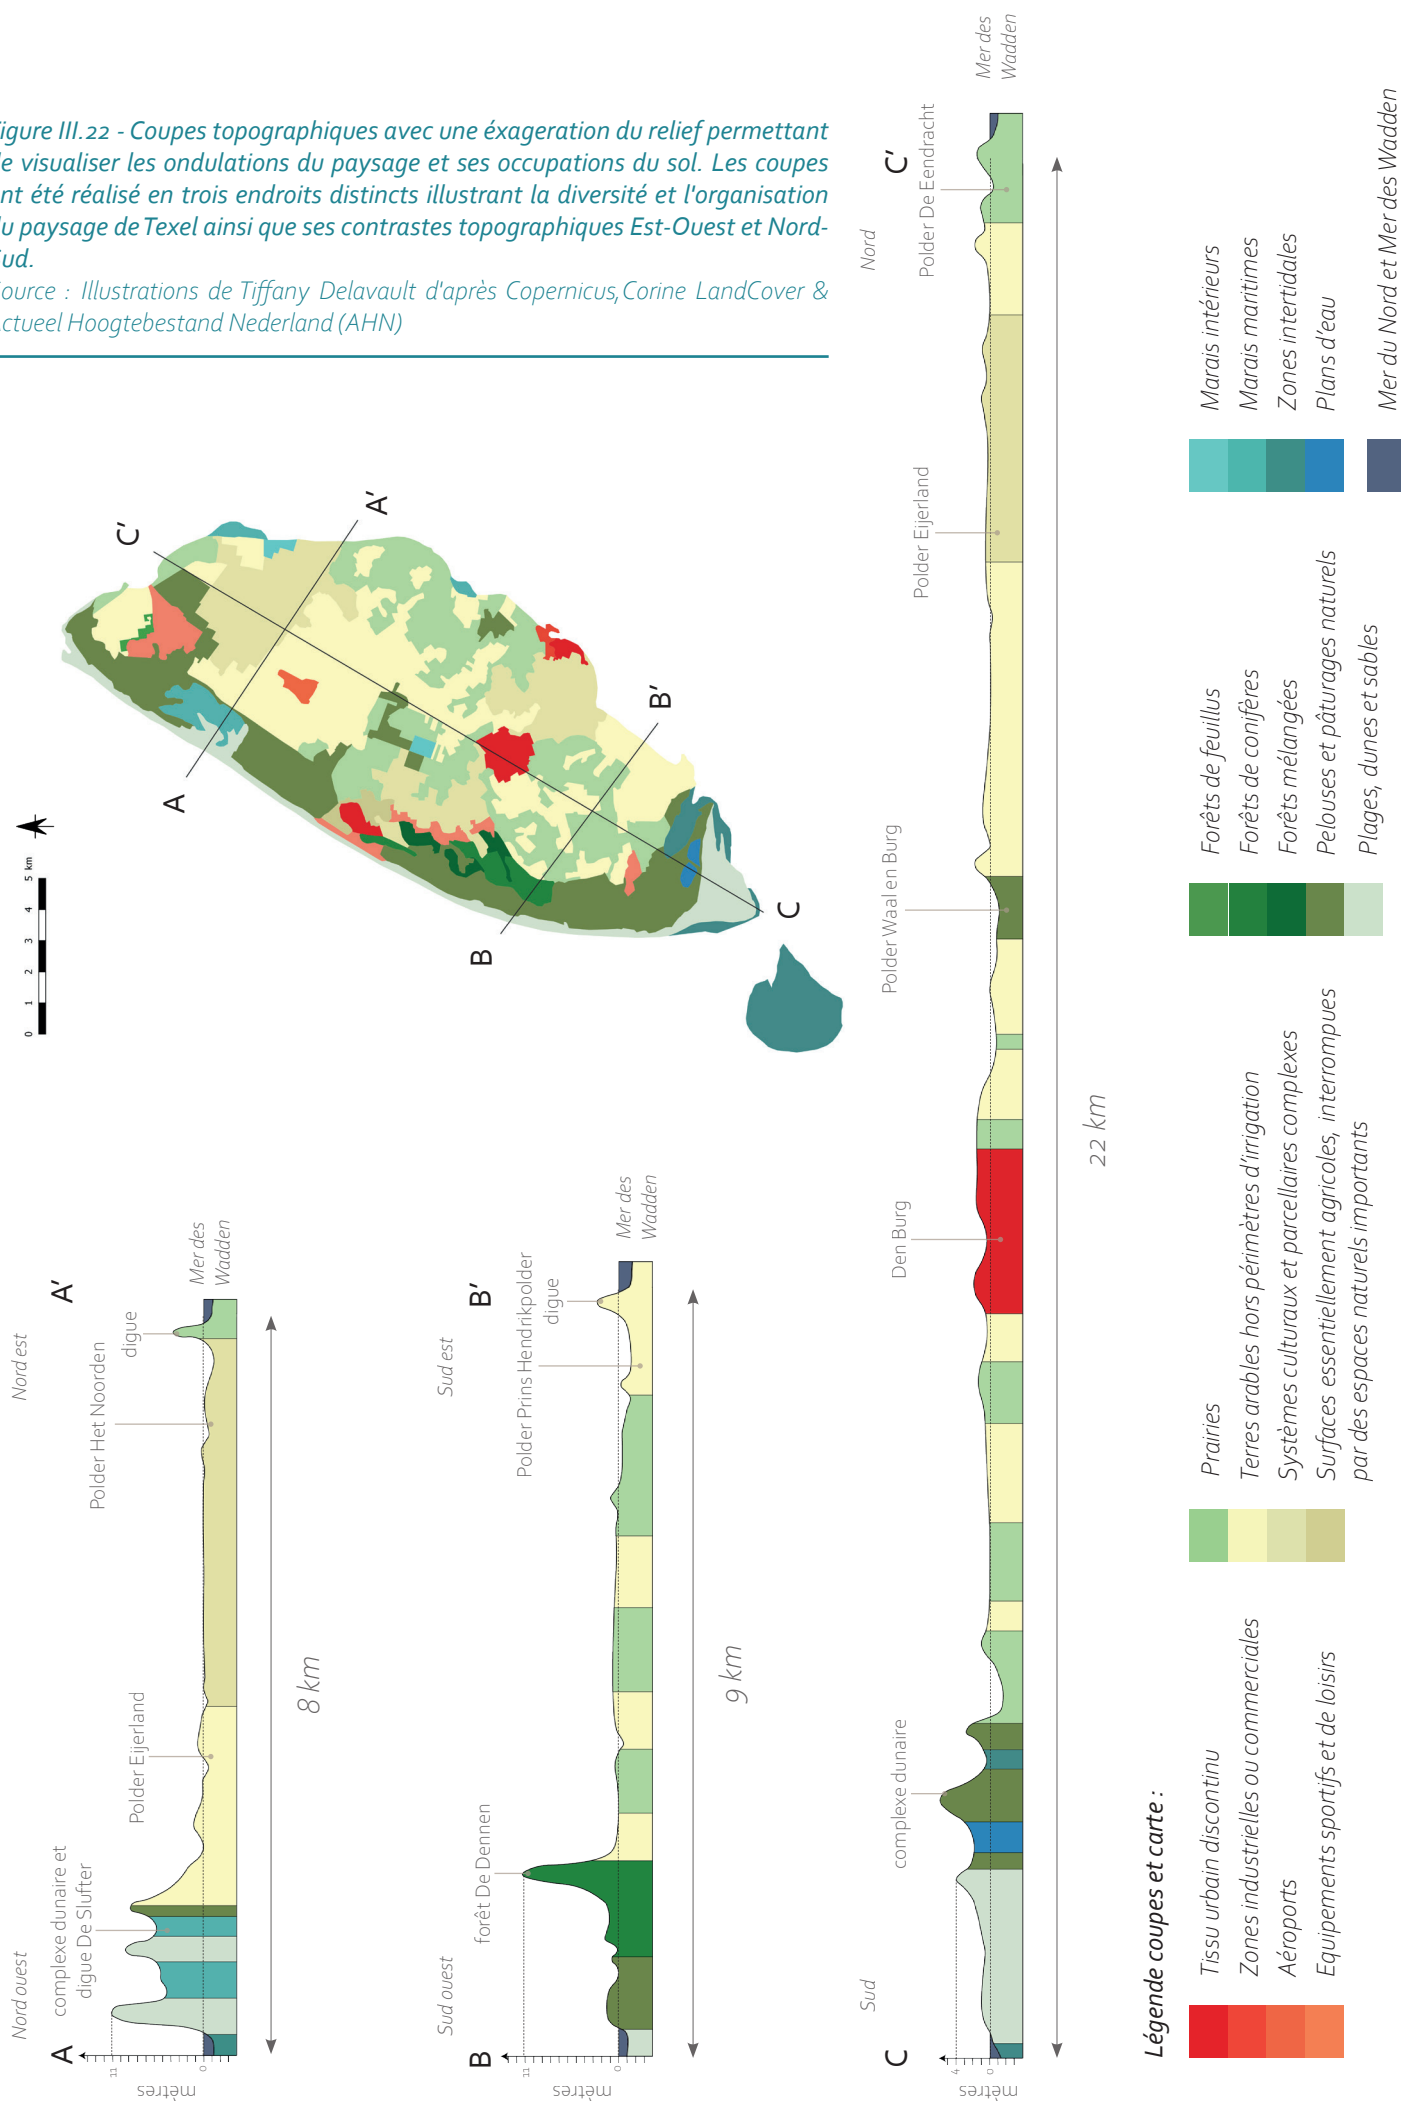 igure III.22 - Coupes topographiques avec une éxageration du relief permettant
e visualiser les ondulations du paysage et ses occupations du sol. Les coupes
nt été réalisé en trois endroits distincts illustrant la diversité et l'organisation
u paysage de Texel ainsi que ses contrastes topographiques Est-Ouest et Nord-
ud.
ource : Illustrations de Tiffany Delavault d'après Copernicus, Corine LandCover &
ctueel Hoogtebestand Nederland (AHN)
0 1 2 3 4 5 km
A
A'
B
B'
C
C'
Nord ouest
Nord est
A
A'
complexe dunaire et
digue De Slufter
Polder Eijerland
Polder Het Noorden
digue
Mer des
Wadden
11
0
mètres
8 km
Sud ouest
Sud est
B
B'
forêt De Dennen
Polder Prins Hendrikpolder
digue
Mer des
Wadden
11
0
mètres
9 km
Sud
Nord
C
C'
complexe dunaire
Den Burg
Polder Waal en Burg
Polder Eijerland
Polder De Eendracht
Mer des
Wadden
4
0
mètres
22 km
Légende coupes et carte :
Tissu urbain discontinu
Zones industrielles ou commerciales
Aéroports
Equipements sportifs et de loisirs
Prairies
Terres arables hors périmètres d'irrigation
Systèmes culturaux et parcellaires complexes
Surfaces essentiellement agricoles, interrompues
par des espaces naturels importants
Forêts de feuillus
Forêts de conifères
Forêts mélangées
Pelouses et pâturages naturels
Plages, dunes et sables
Marais intérieurs
Marais maritimes
Zones intertidales
Plans d'eau
Mer du Nord et Mer des Wadden